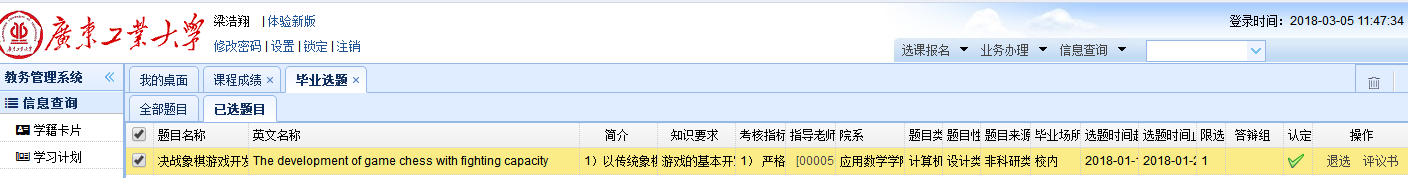 廣東工業大學
梁浩翔 | 体验新版
修改密码 | 设置 | 锁定 | 注销
登录时间：2018-03-05 11:47:34
选课报名 业务办理 信息查询
教务管理系统
我的桌面 课程成绩 × 毕业选题 ×
信息查询
全部题目 已选题目
学籍卡片
学习计划
题目名称 英文名称 简介 知识要求 考核指标 指导老师 院系 题目类 题目性 题目来源 毕业场所 选题时间起 选题时间止 限选 答辩组 认定 操作
决战象棋游戏开发 The development of game chess with fighting capacity 1）以传统象棋 游戏的基本开 1） 严格 [00005 应用数学学院 计算机 设计类 非科研类 校内 2018-01- 2018-01-2 1 退选 评议书